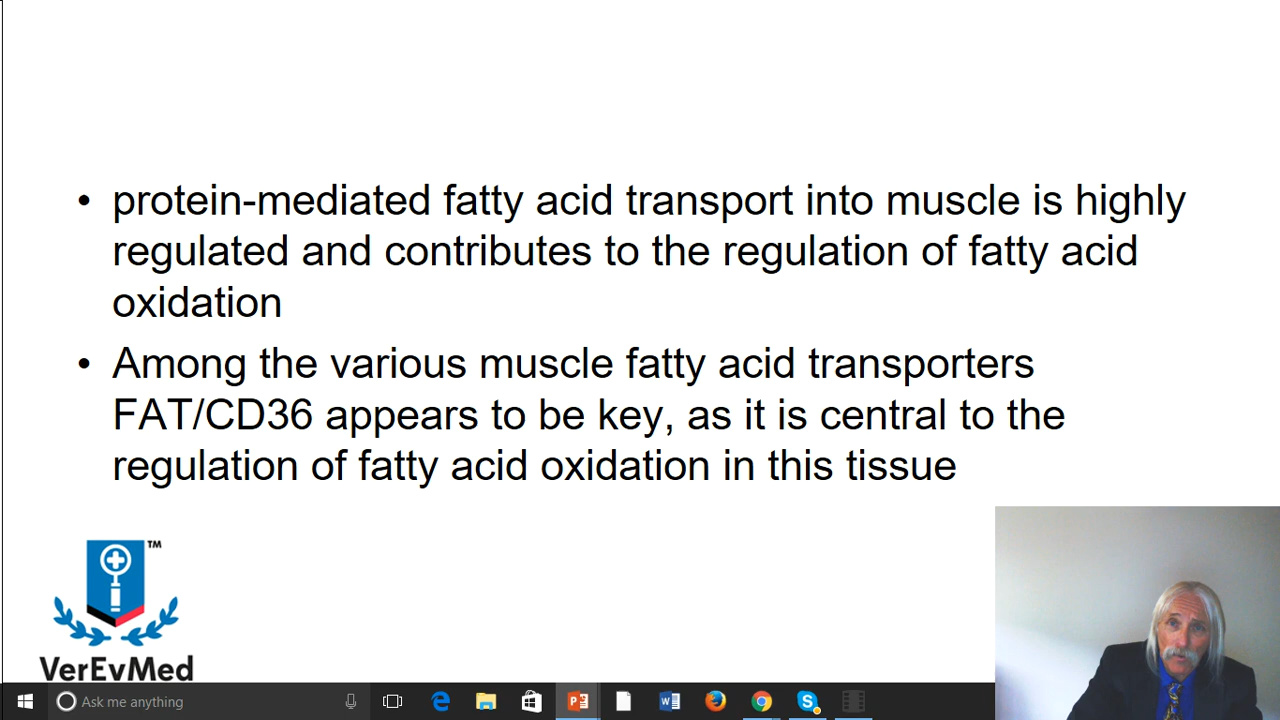 • protein-mediated fatty acid transport into muscle is highly
regulated and contributes to the regulation of fatty acid
oxidation
• Among the various muscle fatty acid transporters
FAT/CD36 appears to be key, as it is central to the
regulation of fatty acid oxidation in this tissue
TM
VerEvMed
Ask me anything